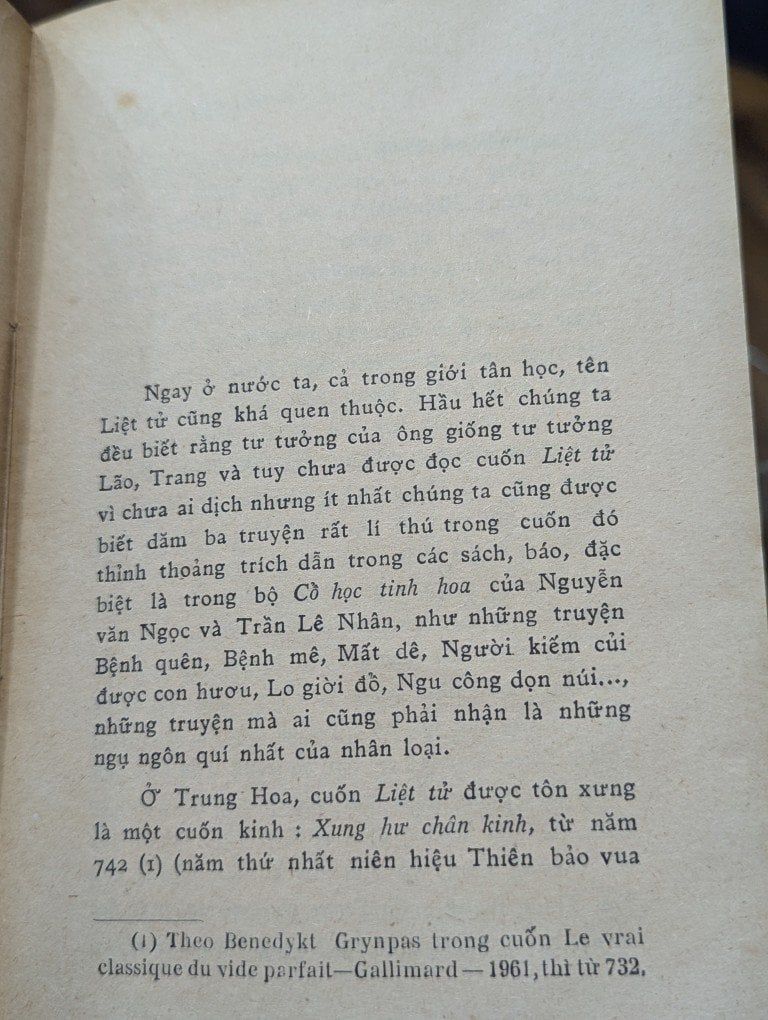 Ngay ở nước ta, cả trong giới tân học, tên
Liệt tử cũng khá quen thuộc. Hầu hết chúng ta
đều biết rằng tư tưởng của ông giống tư tưởng
Lão, Trang và tuy chưa được đọc cuốn Liệt tử
vì chưa ai dịch nhưng ít nhất chúng ta cũng được
biết dăm ba truyện rất lí thú trong cuốn đó
thỉnh thoảng trích dẫn trong các sách, báo, đặc
biệt là trong bộ Cổ học tinh hoa của Nguyễn
văn Ngọc và Trần Lê Nhân, như những truyện
Bệnh quên, Bệnh mê, Mất dê, Người kiếm củi
được con hươu, Lo giời đổ, Ngu công dọn núi...,
những truyện mà ai cũng phải nhận là những
ngụ ngôn quí nhất của nhân loại.
Ở Trung Hoa, cuốn Liệt tử được tôn xưng
là một cuốn kinh : Xung hư chân kinh, từ năm
742 (1) (năm thứ nhất niên hiệu Thiên bảo vua
(1) Theo Benedykt Grynpas trong cuốn Le vrai
classique du vide parfait—Gallimard — 1961, thì từ 732.